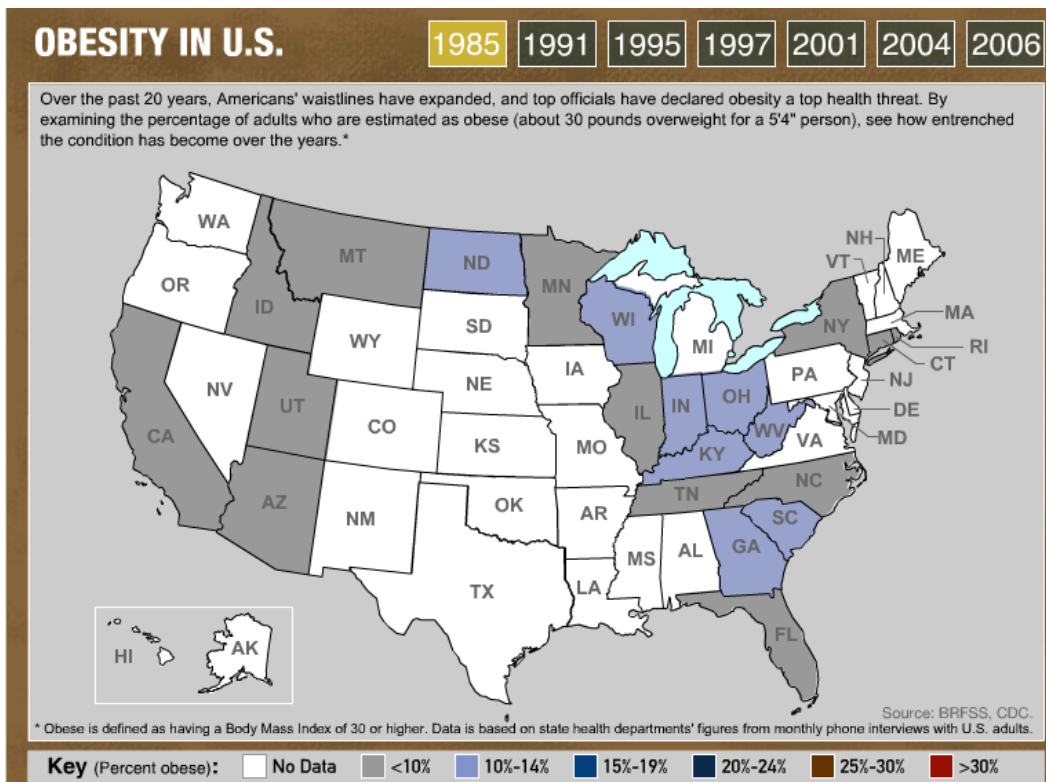 OBESITY IN U.S.
1985 1991 1995 1997 2001 2004 2006
Over the past 20 years, Americans' waistlines have expanded, and top officials have declared obesity a top health threat. By
examining the percentage of adults who are estimated as obese (about 30 pounds overweight for a 5'4" person), see how entrenched
the condition has become over the years.*
WA
MT
ND
MN
NH
VT
ME
OR
ID
SD
WI
MI
NY
MA
RI
CT
WY
NV
UT
CO
NE
IA
IL
IN
OH
PA
NJ
DE
MD
CA
KS
MO
KY
WV
VA
AZ
NM
OK
AR
TN
NC
SC
TX
LA
MS
AL
GA
FL
HI
AK
Source: BRFSS, CDC.
* Obese is defined as having a Body Mass Index of 30 or higher. Data is based on state health departments' figures from monthly phone interviews with U.S. adults.
Key (Percent obese): No Data <10% 10%-14% 15%-19% 20%-24% 25%-30% >30%